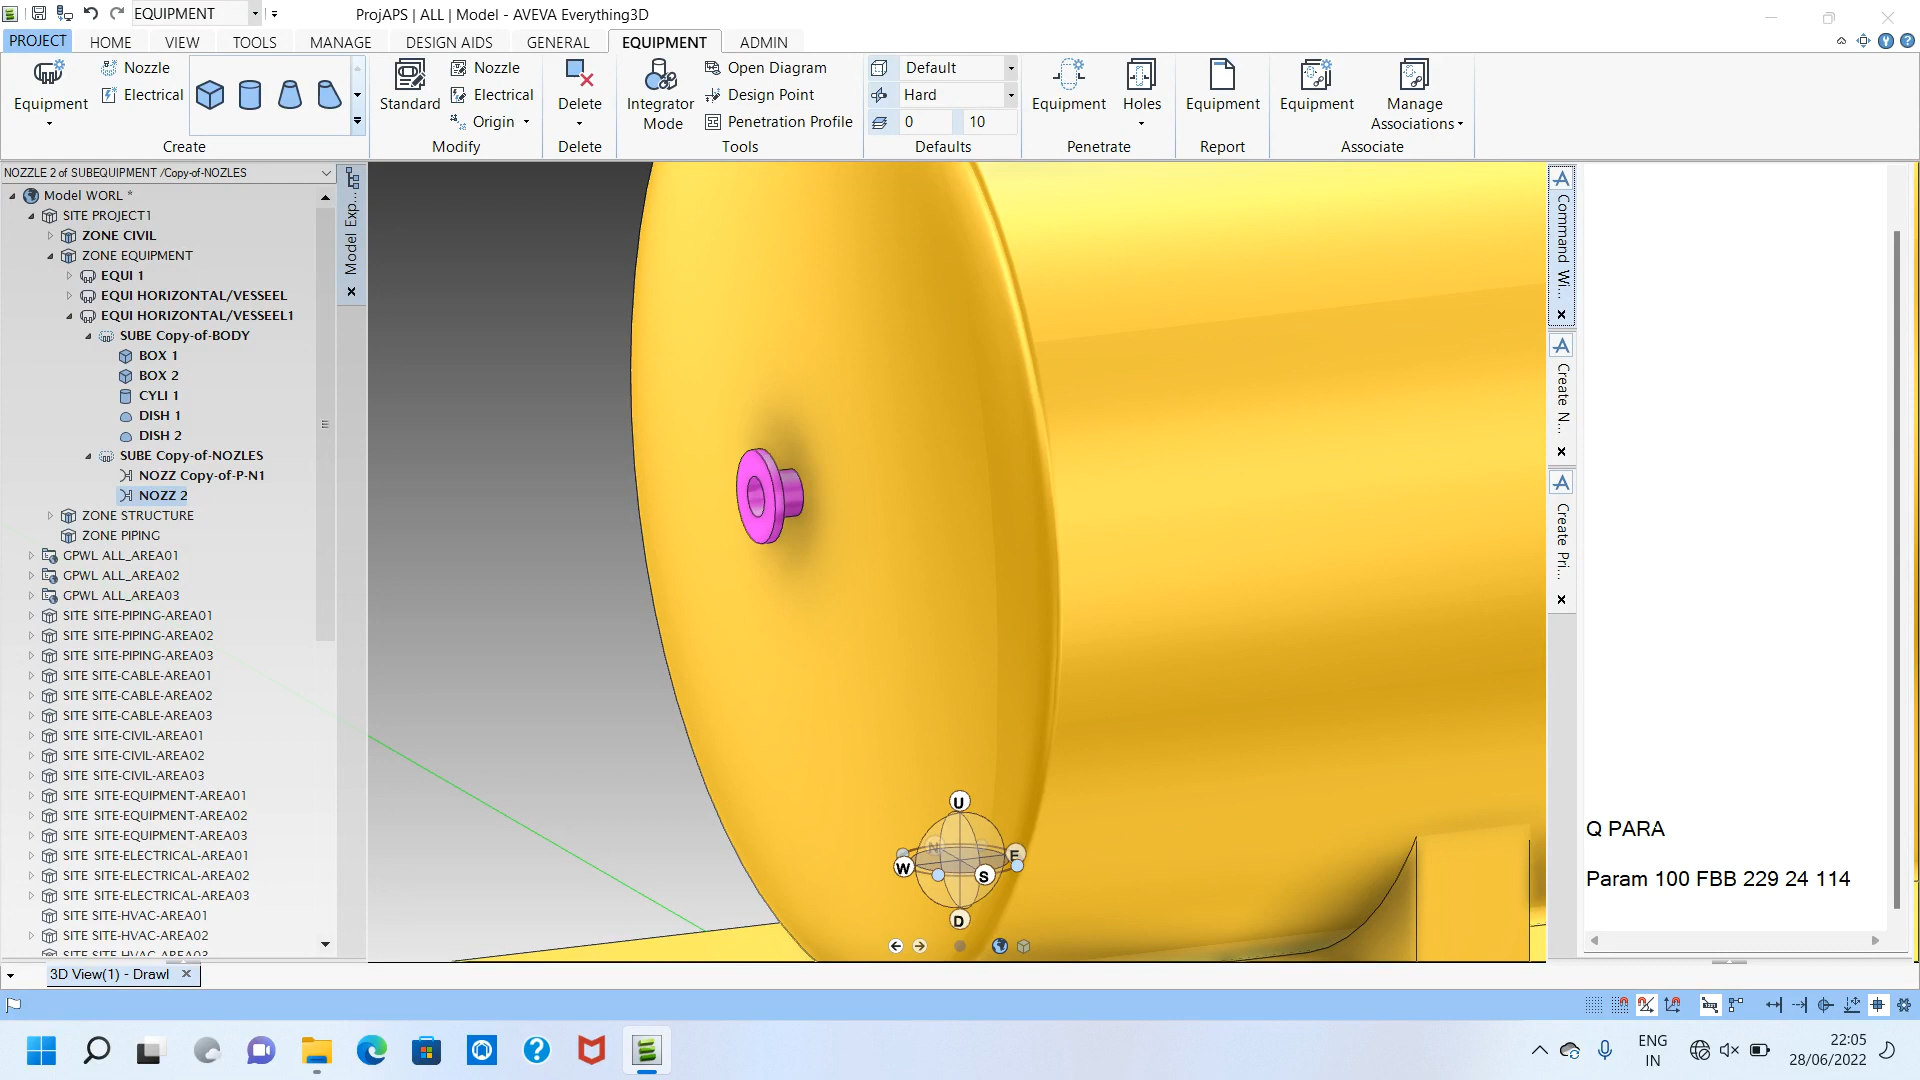 EQUIPMENT
ProjAPS | ALL | Model - AVEVA Everything3D
PROJECT HOME VIEW TOOLS MANAGE DESIGN AIDS GENERAL EQUIPMENT ADMIN
Equipment
Nozzle
Electrical
Create
Standard
Nozzle
Electrical
Origin
Modify
Delete
Delete
Integrator Mode
Open Diagram
Design Point
Penetration Profile
Tools
Default
Hard
0 10
Defaults
Equipment
Holes
Penetrate
Equipment
Report
Equipment
Manage Associations
Associate
NOZZLE 2 of SUBEQUIPMENT /Copy-of-NOZLES
Model WORL *
SITE PROJECT1
ZONE CIVIL
ZONE EQUIPMENT
EQUI 1
EQUI HORIZONTAL/VESSEEL
EQUI HORIZONTAL/VESSEEL1
SUBE Copy-of-BODY
BOX 1
BOX 2
CYLI 1
DISH 1
DISH 2
SUBE Copy-of-NOZLES
NOZZ Copy-of-P-N1
NOZZ 2
ZONE STRUCTURE
ZONE PIPING
GPWL ALL_AREA01
GPWL ALL_AREA02
GPWL ALL_AREA03
SITE SITE-PIPING-AREA01
SITE SITE-PIPING-AREA02
SITE SITE-PIPING-AREA03
SITE SITE-CABLE-AREA01
SITE SITE-CABLE-AREA02
SITE SITE-CABLE-AREA03
SITE SITE-CIVIL-AREA01
SITE SITE-CIVIL-AREA02
SITE SITE-CIVIL-AREA03
SITE SITE-EQUIPMENT-AREA01
SITE SITE-EQUIPMENT-AREA02
SITE SITE-EQUIPMENT-AREA03
SITE SITE-ELECTRICAL-AREA01
SITE SITE-ELECTRICAL-AREA02
SITE SITE-ELECTRICAL-AREA03
SITE SITE-HVAC-AREA01
SITE SITE-HVAC-AREA02
SITE SITE-HVAC-AREA03
Model Exp...
U
N
E
W
S
D
Command Wi...
Create N...
Create Pri...
Q PARA
Param 100 FBB 229 24 114
3D View(1) - Drawl
ENG
IN
22:05
28/06/2022